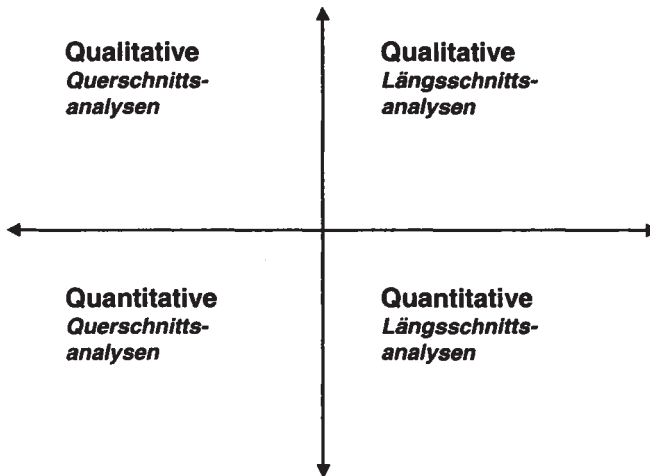 Qualitative
Querschnitts-
analysen
Qualitative
Längsschnitts-
analysen
Quantitative
Querschnitts-
analysen
Quantitative
Längsschnitts-
analysen